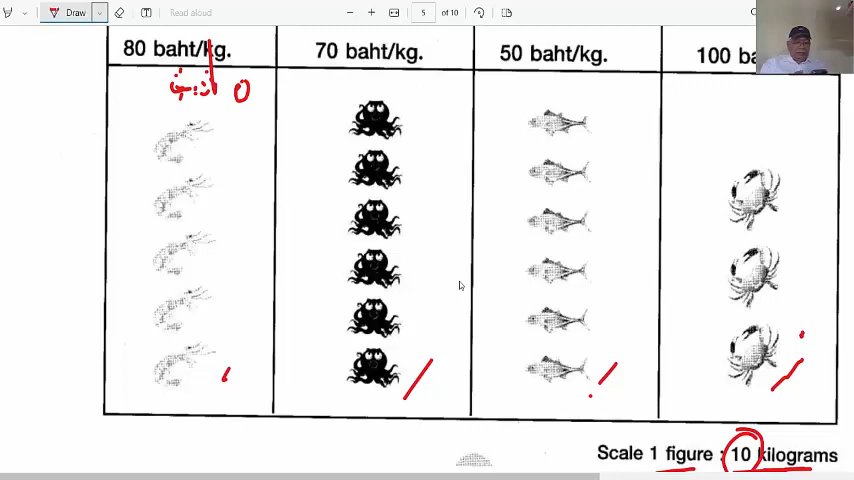 Draw
Read aloud
5 of 10
80 baht/kg.
70 baht/kg.
50 baht/kg.
100 ba
0
Scale 1 figure : 10 kilograms